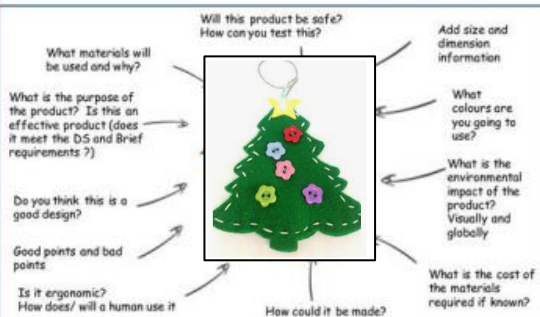 Will this product be safe?
How can you test this?
Add size and
dimension
information
What materials will
be used and why?
What is the purpose of
the product? Is this an
effective product (does
it meet the DS and Brief
requirements ?)
What
colours are
you going to
use?
What is the
environmental
impact of the
product?
Visually and
globally
Do you think this is a
good design?
Good points and bad
points
What is the cost of
the materials
required if known?
Is it ergonomic?
How does/ will a human use it
How could it be made?